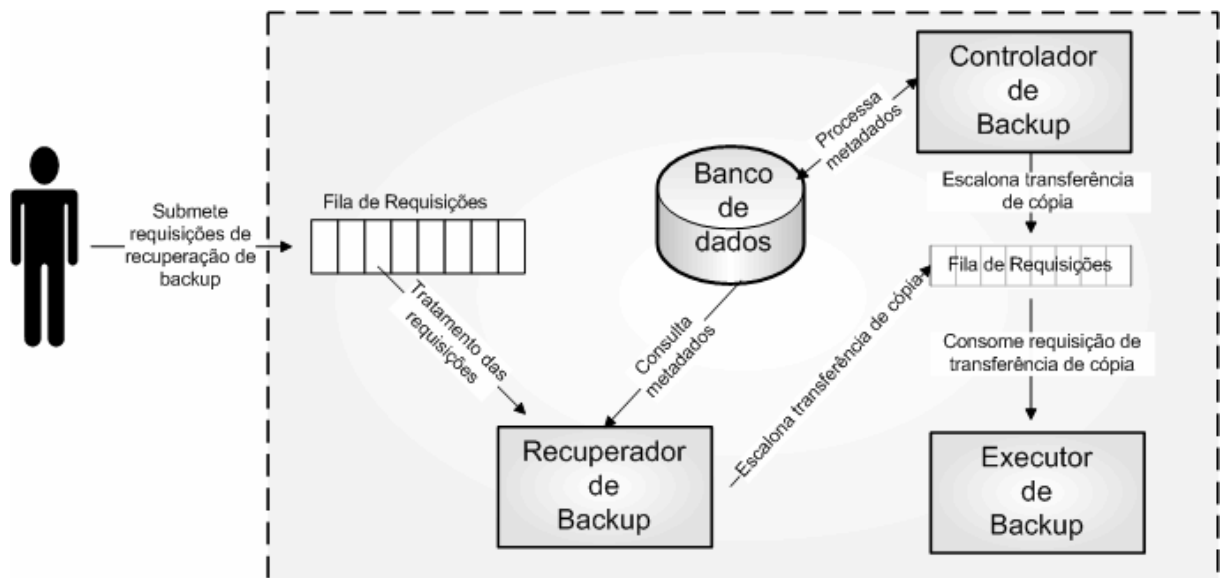 Submete
requisições de
recuperação de
backup
Fila de Requisições
Tratamento das
requisições
Banco
de
dados
Processa
metadados
Consulta
metadados
Recuperador
de
Backup
Escalona transferência de cópia
Controlador
de
Backup
Escalona transferência
de cópia
Fila de Requisições
Consome requisição de
transferência de cópia
Executor
de
Backup